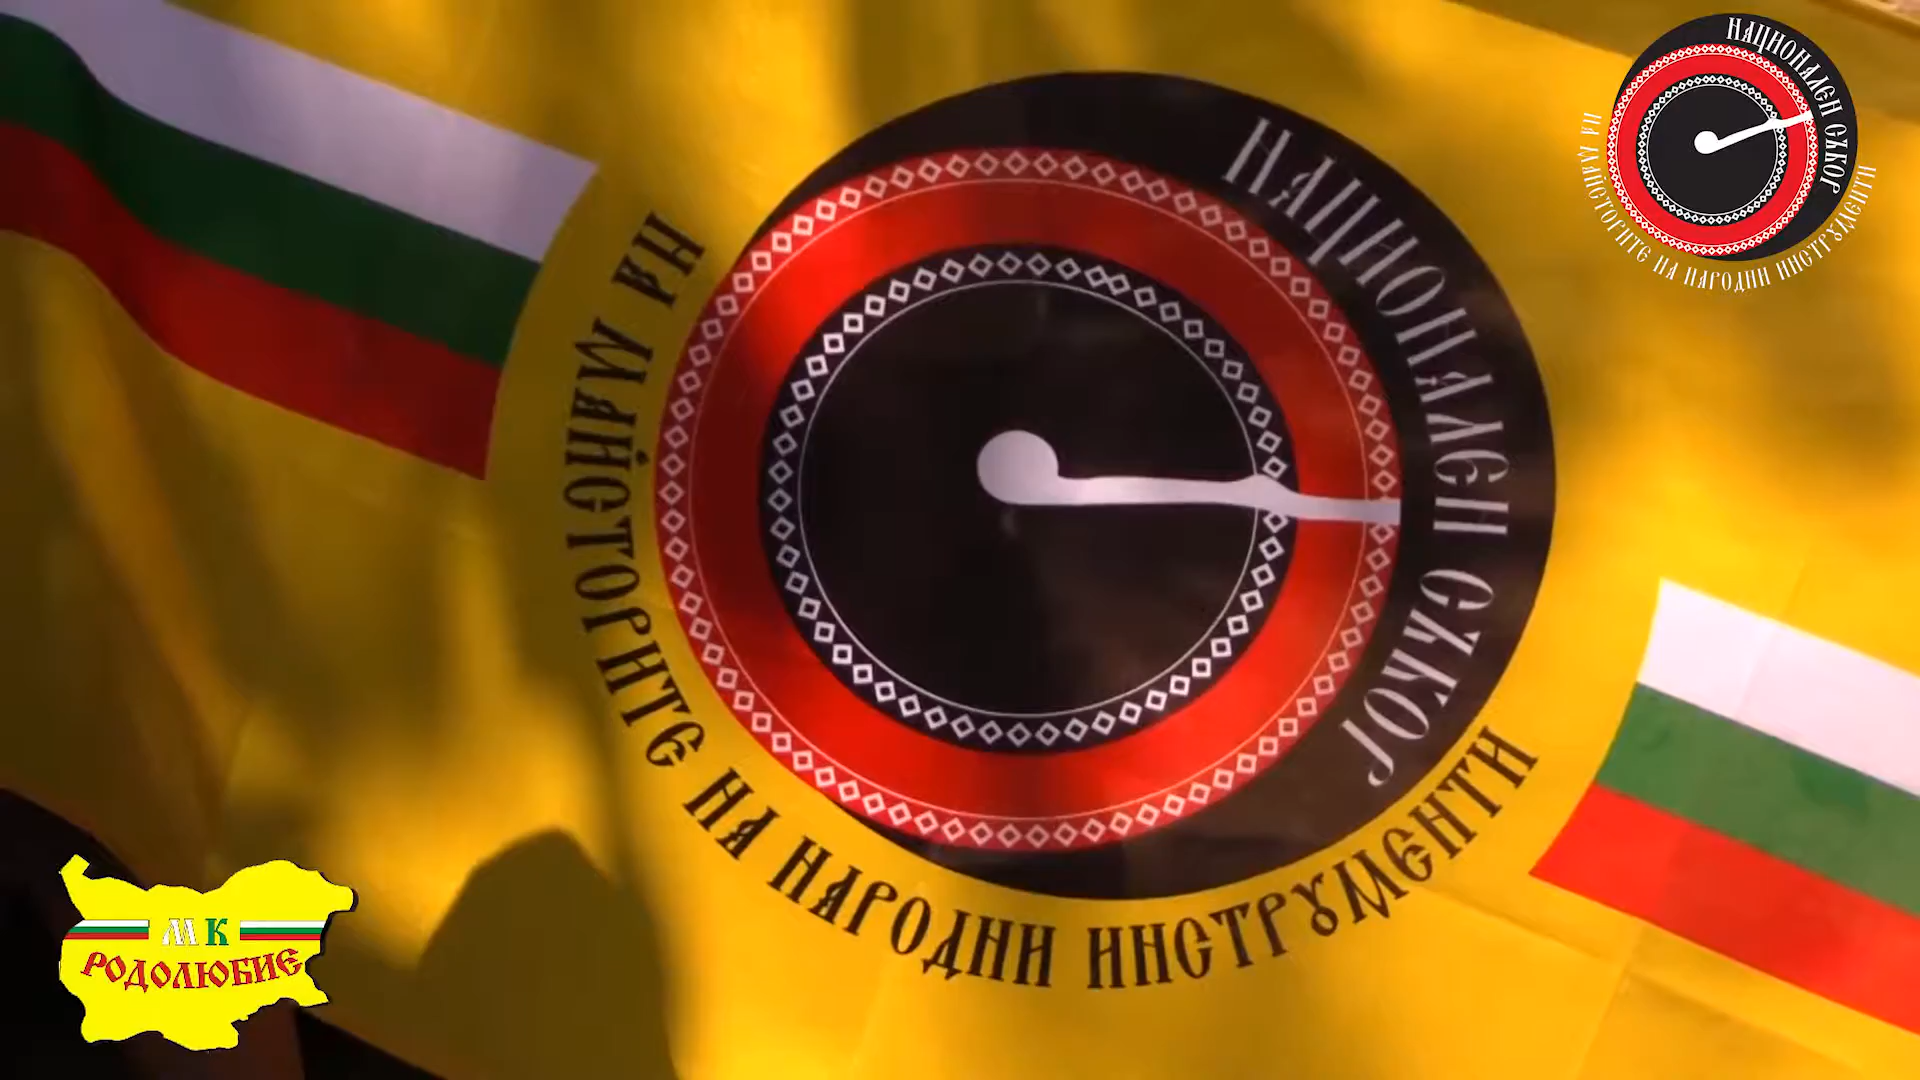 НАЦИОНАЛЕН СЪБОР
НА МАЙСТОРИТЕ НА НАРОДНИ ИНСТРУМЕНТИ
НАЦИОНАЛЕН СЪБОР
НА МАЙСТОРИТЕ НА НАРОДНИ ИНСТРУМЕНТИ
МК
РОДОЛЮБИЕ